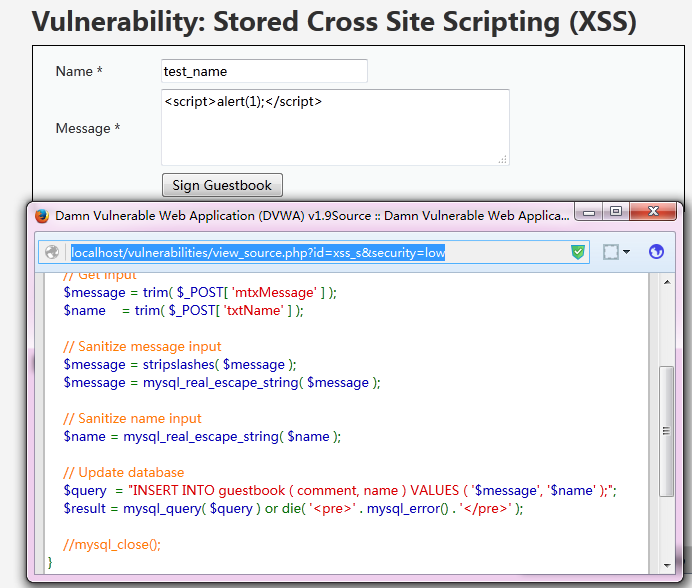 Vulnerability: Stored Cross Site Scripting (XSS)
Name * test_name
Message * <script>alert(1);</script>
Sign Guestbook
Damn Vulnerable Web Application (DVWA) v1.9Source :: Damn Vulnerable Web Applica...
localhost/vulnerabilities/view_source.php?id=xss_s&security=low
// Get input
$message = trim( $_POST[ 'mtxMessage' ] );
$name    = trim( $_POST[ 'txtName' ] );
// Sanitize message input
$message = stripslashes( $message );
$message = mysql_real_escape_string( $message );
// Sanitize name input
$name = mysql_real_escape_string( $name );
// Update database
$query  = "INSERT INTO guestbook ( comment, name ) VALUES ( '$message', '$name' );";
$result = mysql_query( $query ) or die( '<pre>' . mysql_error() . '</pre>' );
//mysql_close();
}